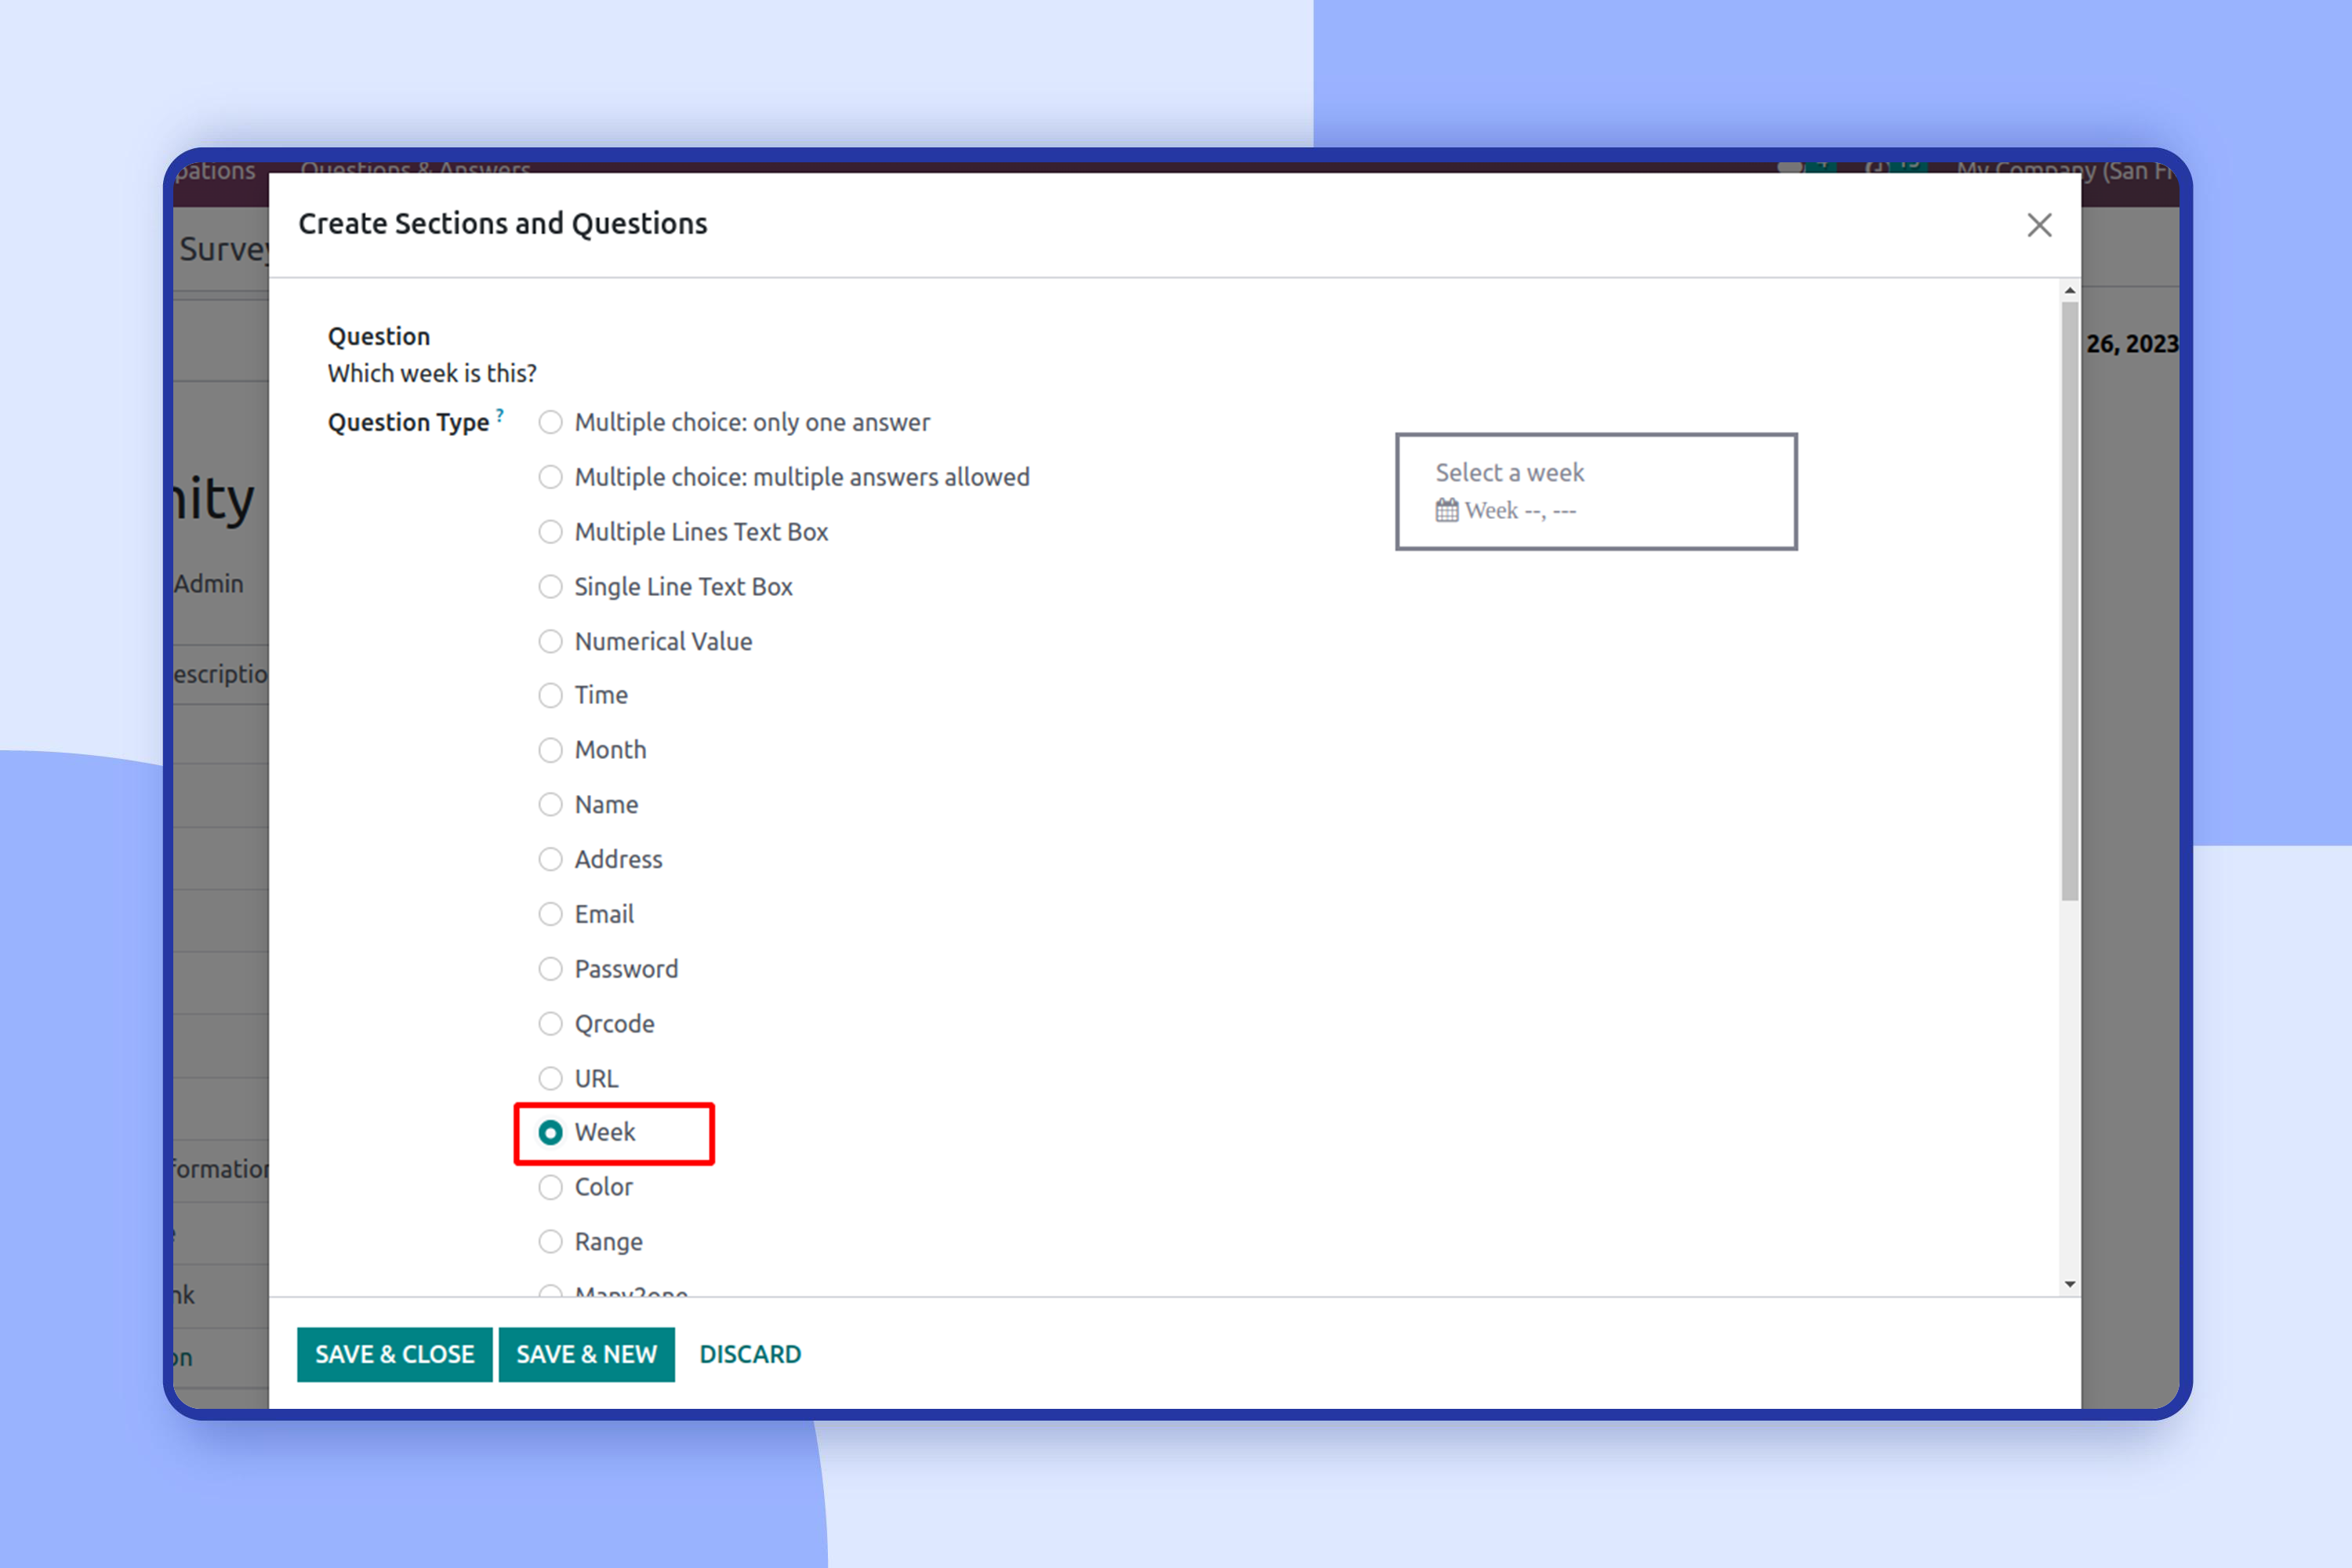 pations Questions & Answers 4 My Company (San Fr
Survey
Create Sections and Questions
26, 2023
Question
Which week is this?
Question Type ?
Multiple choice: only one answer
Multiple choice: multiple answers allowed
Multiple Lines Text Box
Single Line Text Box
Numerical Value
Time
Month
Name
Address
Email
Password
Qrcode
URL
Week
Color
Range
Many2one
Select a week
Week --, ---
nity
Admin
escriptio
formation
nk
on
SAVE & CLOSE SAVE & NEW DISCARD